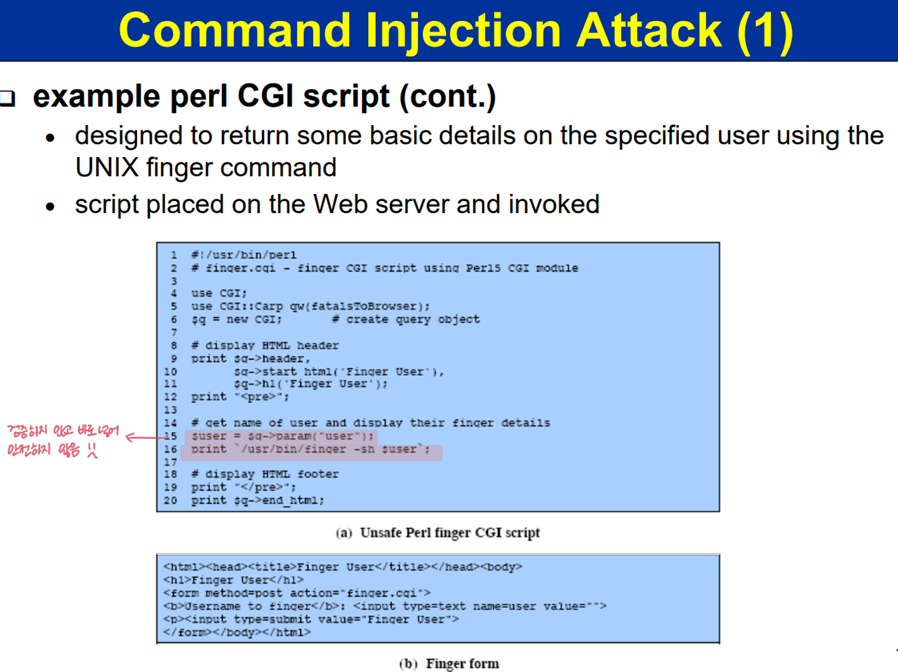 Command Injection Attack (1)
example perl CGI script (cont.)
designed to return some basic details on the specified user using the
UNIX finger command
script placed on the Web server and invoked
1 #!/usr/bin/perl
2 # finger.cgi - finger CGI script using Perl5 CGI module
3
4 use CGI;
5 use CGI::Carp qw(fatalsToBrowser);
6 $q = new CGI; # create query object
7
8 # display HTML header
9 print $q->header,
10 $q->start_html('Finger User'),
11 $q->h1('Finger User');
12 print "<pre>";
13
14 # get name of user and display their finger details
검증하지 않고 바로 넘어
안전하지 않음
15 $user = $q->param("user");
16 print `/usr/bin/finger -sh $user`;
17
18 # display HTML footer
19 print "</pre>";
20 print $q->end_html;
(a) Unsafe Perl finger CGI script
<html><head><title>Finger User</title></head><body>
<h1>Finger User</h1>
<form method=post action="finger.cgi">
<b>Username to finger</b>: <input type=text name=user value="">
<p><input type=submit value="Finger User">
</form></body></html>
(b) Finger form